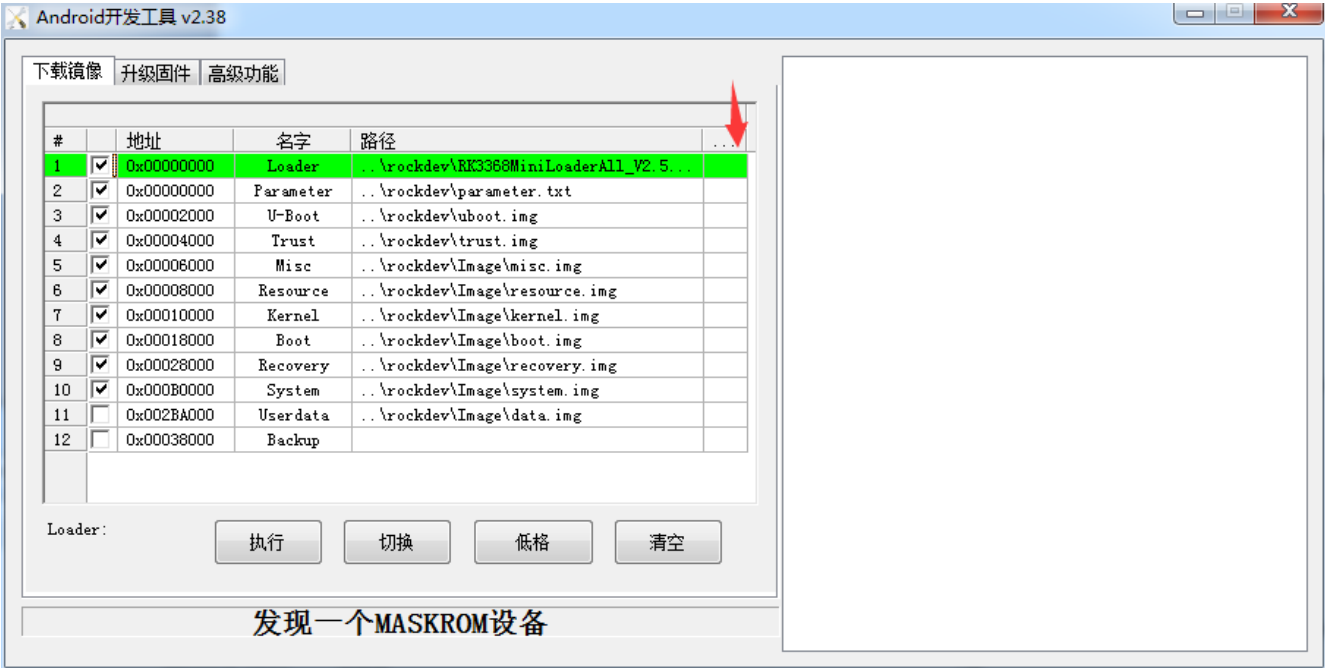 Android开发工具 v2.38
下载镜像 升级固件 高级功能
# 地址 名字 路径 ...
1 0x00000000 Loader ..\rockdev\RK3368MiniLoaderAll_V2.5...
2 0x00000000 Parameter ..\rockdev\parameter.txt
3 0x00002000 U-Boot ..\rockdev\uboot.img
4 0x00004000 Trust ..\rockdev\trust.img
5 0x00006000 Misc ..\rockdev\Image\misc.img
6 0x00008000 Resource ..\rockdev\Image\resource.img
7 0x00010000 Kernel ..\rockdev\Image\kernel.img
8 0x00018000 Boot ..\rockdev\Image\boot.img
9 0x00028000 Recovery ..\rockdev\Image\recovery.img
10 0x000B0000 System ..\rockdev\Image\system.img
11 0x002BA000 Userdata ..\rockdev\Image\data.img
12 0x00038000 Backup
Loader: 执行 切换 低格 清空
发现一个MASKROM设备